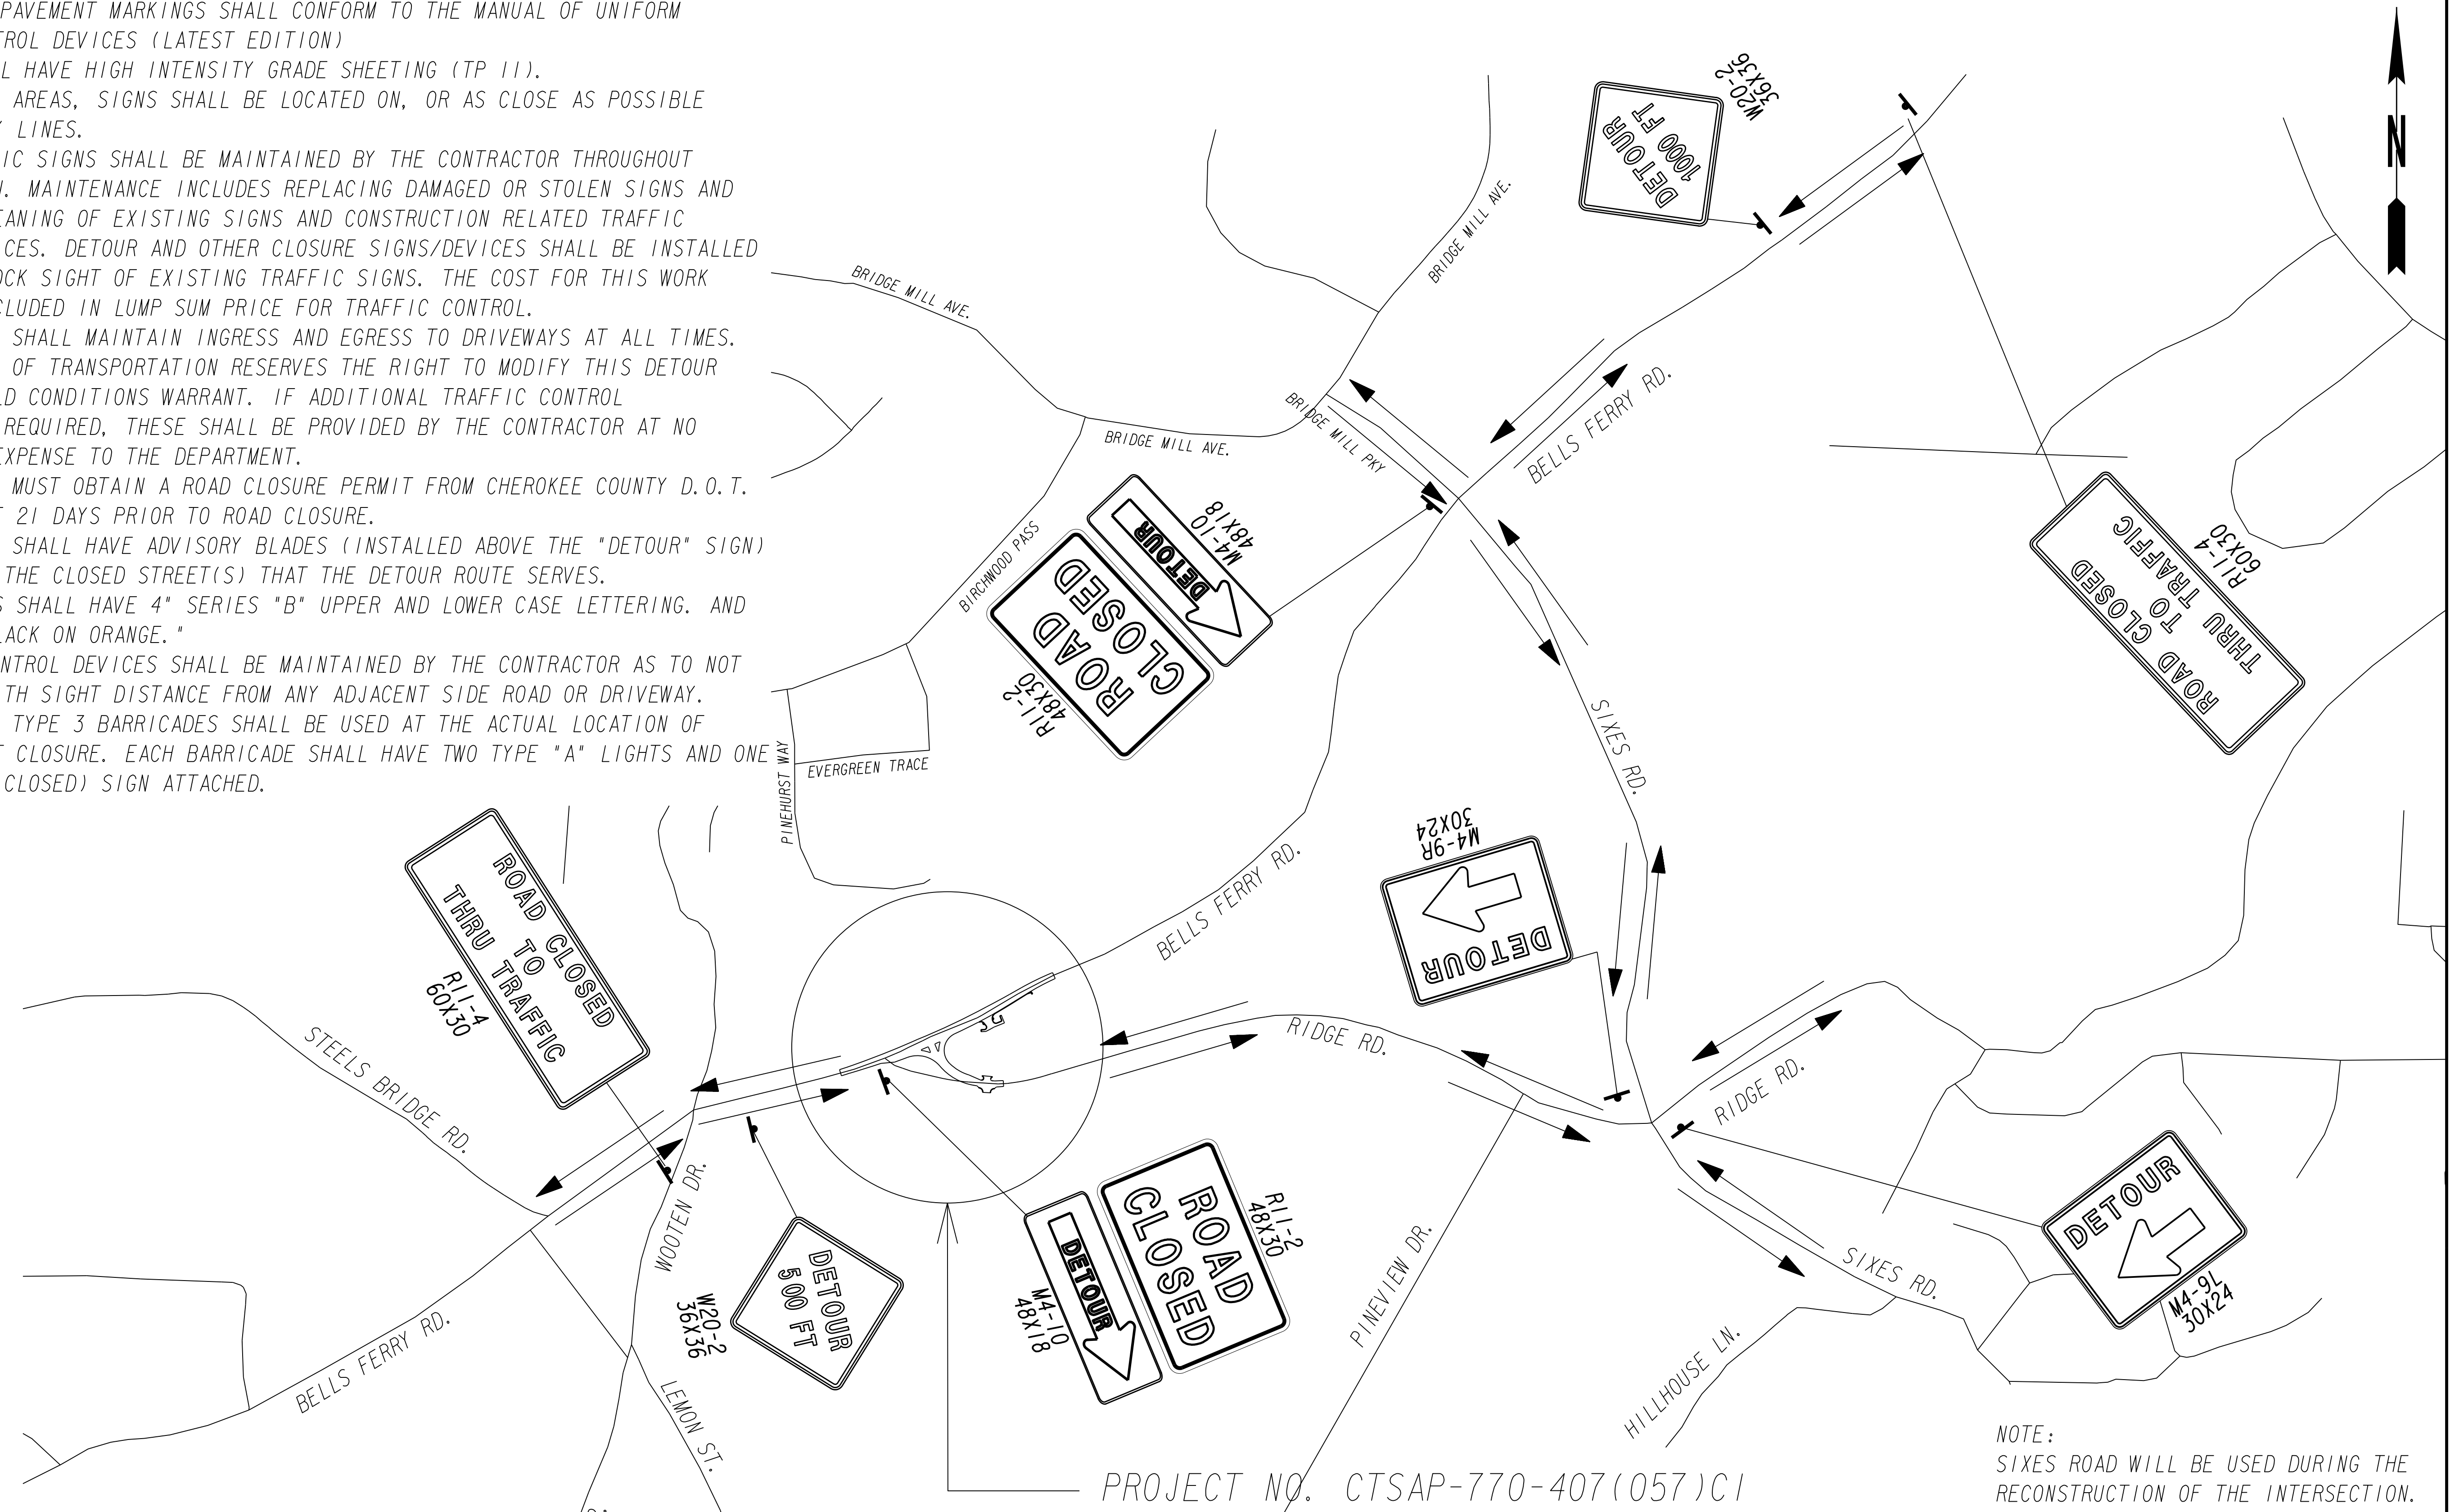 PAVEMENT MARKINGS SHALL CONFORM TO THE MANUAL OF UNIFORM
TROL DEVICES (LATEST EDITION)
L HAVE HIGH INTENSITY GRADE SHEETING (TP II).
AREAS, SIGNS SHALL BE LOCATED ON, OR AS CLOSE AS POSSIBLE
LINES.
IC SIGNS SHALL BE MAINTAINED BY THE CONTRACTOR THROUGHOUT
N. MAINTENANCE INCLUDES REPLACING DAMAGED OR STOLEN SIGNS AND
EANING OF EXISTING SIGNS AND CONSTRUCTION RELATED TRAFFIC
ICES. DETOUR AND OTHER CLOSURE SIGNS/DEVICES SHALL BE INSTALLED
OCK SIGHT OF EXISTING TRAFFIC SIGNS. THE COST FOR THIS WORK
CLUDED IN LUMP SUM PRICE FOR TRAFFIC CONTROL.
SHALL MAINTAIN INGRESS AND EGRESS TO DRIVEWAYS AT ALL TIMES.
OF TRANSPORTATION RESERVES THE RIGHT TO MODIFY THIS DETOUR
LD CONDITIONS WARRANT. IF ADDITIONAL TRAFFIC CONTROL
REQUIRED, THESE SHALL BE PROVIDED BY THE CONTRACTOR AT NO
EXPENSE TO THE DEPARTMENT.
MUST OBTAIN A ROAD CLOSURE PERMIT FROM CHEROKEE COUNTY D.O.T.
T 21 DAYS PRIOR TO ROAD CLOSURE.
SHALL HAVE ADVISORY BLADES (INSTALLED ABOVE THE "DETOUR" SIGN)
THE CLOSED STREET(S) THAT THE DETOUR ROUTE SERVES.
S SHALL HAVE 4" SERIES "B" UPPER AND LOWER CASE LETTERING. AND
LACK ON ORANGE."
NTROL DEVICES SHALL BE MAINTAINED BY THE CONTRACTOR AS TO NOT
ITH SIGHT DISTANCE FROM ANY ADJACENT SIDE ROAD OR DRIVEWAY.
TYPE 3 BARRICADES SHALL BE USED AT THE ACTUAL LOCATION OF
T CLOSURE. EACH BARRICADE SHALL HAVE TWO TYPE "A" LIGHTS AND ONE
CLOSED) SIGN ATTACHED.
W20-2
36X36
DETOUR
1000 FT
N
BRIDGE MILL AVE.
BRIDGE MILL AVE.
BRIDGE MILL AVE.
BRIDGE MILL PKY
BELLS FERRY RD.
M4-10
48X18
DETOUR
ROAD
CLOSED
R11-2
48X30
BIRCHWOOD PASS
R11-4
60X30
ROAD CLOSED
TO
THRU TRAFFIC
SIXES RD.
PINEHURST WAY
EVERGREEN TRACE
M4-9R
30X24
DETOUR
BELLS FERRY RD.
ROAD CLOSED
TO
THRU TRAFFIC
R11-4
60X30
STEELS BRIDGE RD.
RIDGE RD.
RIDGE RD.
WOOTEN DR.
DETOUR
500 FT
W20-2
36X36
R11-2
48X30
ROAD
CLOSED
DETOUR
M4-10
48X18
PINEVIEW DR.
DETOUR
M4-9L
30X24
SIXES RD.
HILLHOUSE LN.
BELLS FERRY RD.
LEMON ST.
PROJECT NO. CTSAP-770-407(057)C1
NOTE:
SIXES ROAD WILL BE USED DURING THE
RECONSTRUCTION OF THE INTERSECTION.